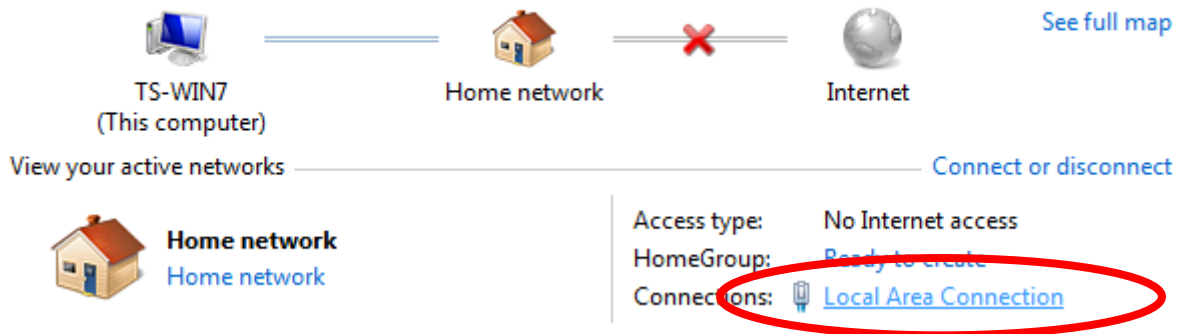 See full map
TS-WIN7
(This computer)
Home network
Internet
View your active networks
Connect or disconnect
Home network
Home network
Access type: No Internet access
HomeGroup: Ready to create
Connections: Local Area Connection